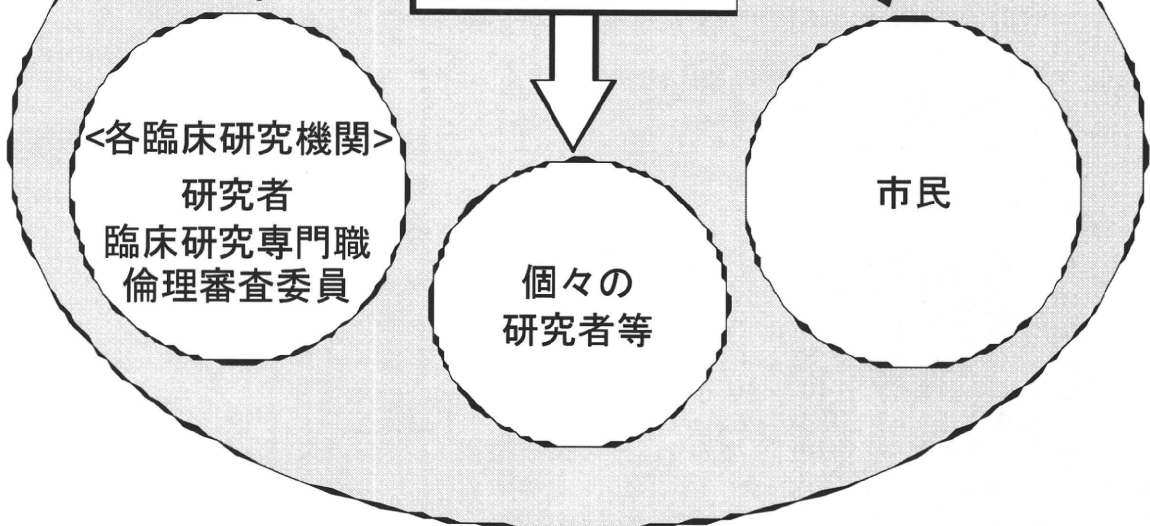 <各臨床研究機関>
研究者
臨床研究専門職
倫理審査委員
個々の
研究者等
市民